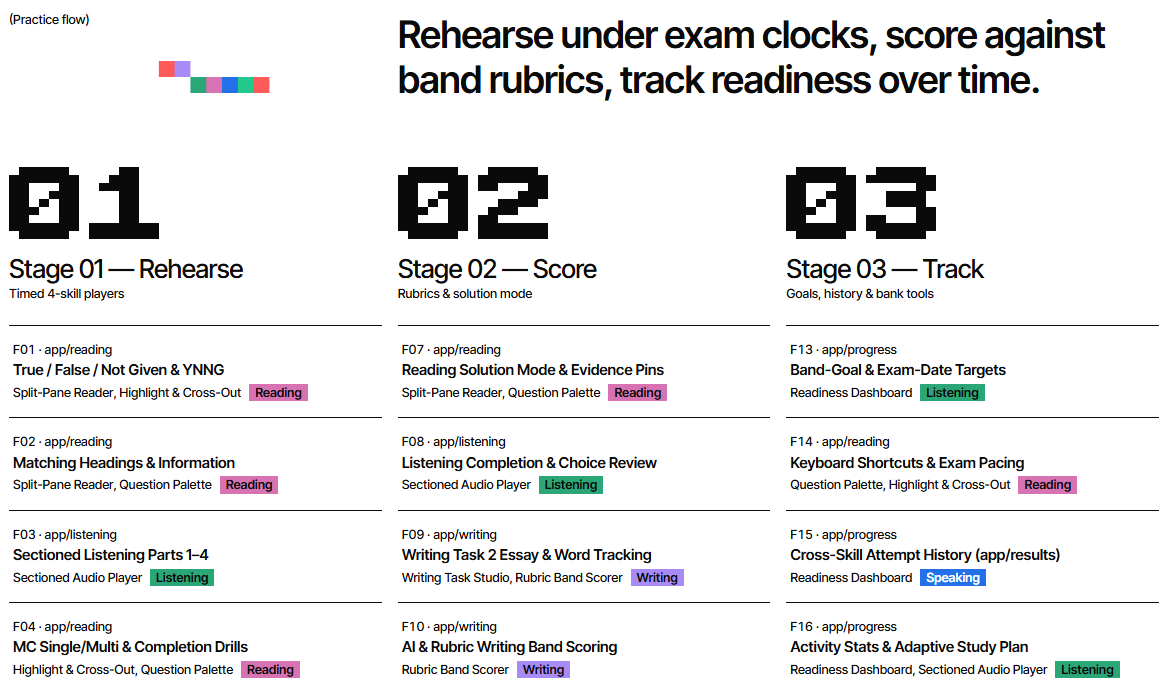 (Practice flow)
Rehearse under exam clocks, score against
band rubrics, track readiness over time.
01
Stage 01 — Rehearse
Timed 4-skill players
F01 · app/reading
True / False / Not Given & YNNG
Split-Pane Reader, Highlight & Cross-Out Reading
F02 · app/reading
Matching Headings & Information
Split-Pane Reader, Question Palette Reading
F03 · app/listening
Sectioned Listening Parts 1–4
Sectioned Audio Player Listening
F04 · app/reading
MC Single/Multi & Completion Drills
Highlight & Cross-Out, Question Palette Reading
02
Stage 02 — Score
Rubrics & solution mode
F07 · app/reading
Reading Solution Mode & Evidence Pins
Split-Pane Reader, Question Palette Reading
F08 · app/listening
Listening Completion & Choice Review
Sectioned Audio Player Listening
F09 · app/writing
Writing Task 2 Essay & Word Tracking
Writing Task Studio, Rubric Band Scorer Writing
F10 · app/writing
AI & Rubric Writing Band Scoring
Rubric Band Scorer Writing
03
Stage 03 — Track
Goals, history & bank tools
F13 · app/progress
Band-Goal & Exam-Date Targets
Readiness Dashboard Listening
F14 · app/reading
Keyboard Shortcuts & Exam Pacing
Question Palette, Highlight & Cross-Out Reading
F15 · app/progress
Cross-Skill Attempt History (app/results)
Readiness Dashboard Speaking
F16 · app/progress
Activity Stats & Adaptive Study Plan
Readiness Dashboard, Sectioned Audio Player Listening